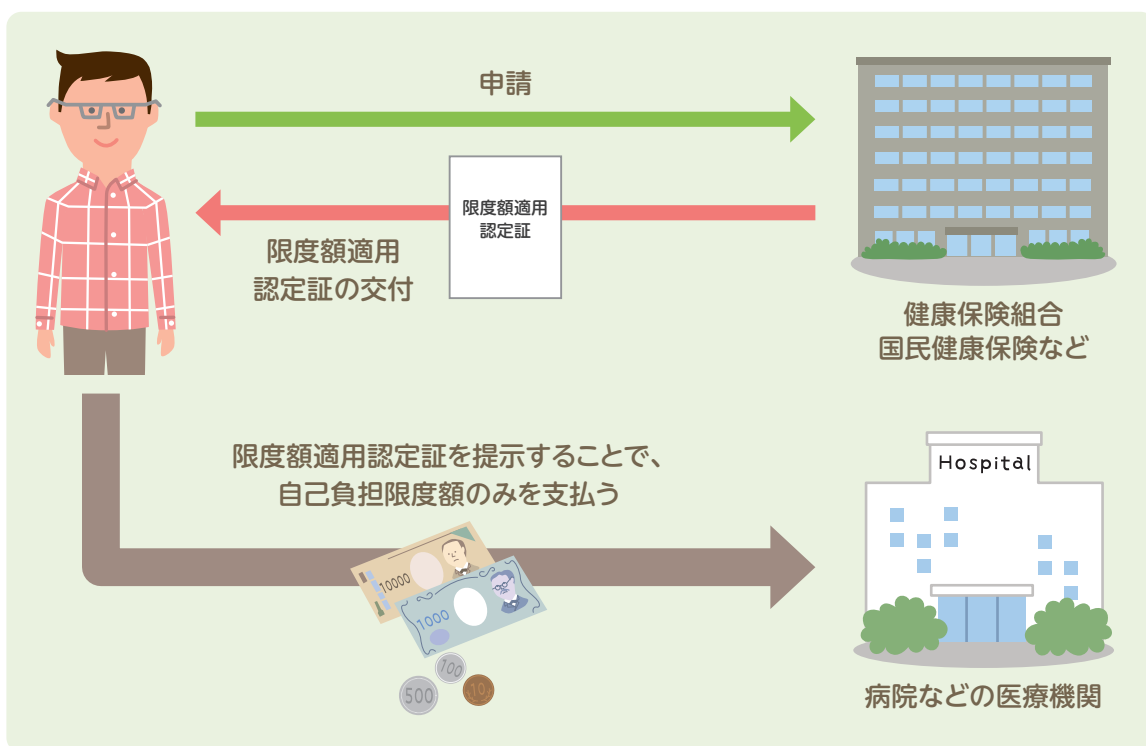 申請
限度額適用
認定証
限度額適用
認定証の交付
健康保険組合
国民健康保険など
限度額適用認定証を提示することで、
自己負担限度額のみを支払う
10000
1000
100
500
10
Hospital
病院などの医療機関